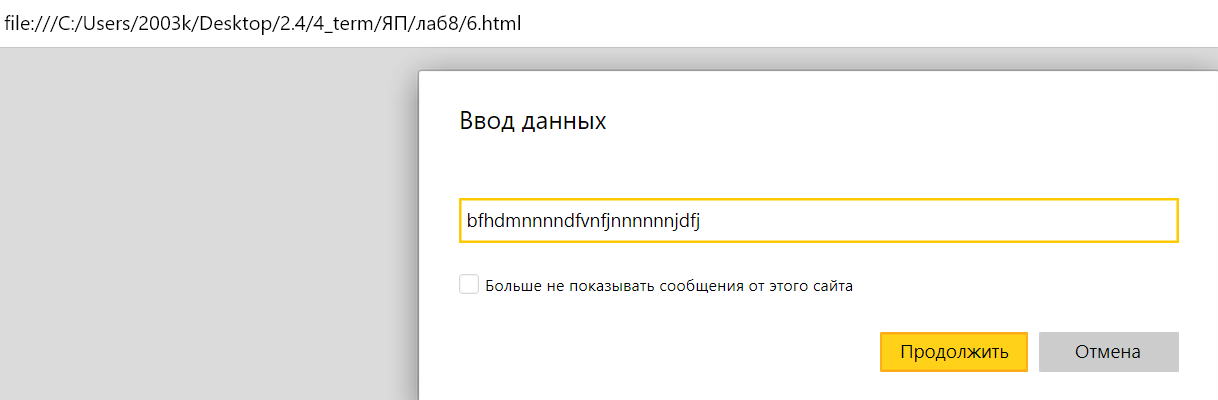 file:///C:/Users/2003k/Desktop/2.4/4_term/ЯП/ла68/6.html
Ввод данных
bfhdmnnnndfvnfjnnnnnnjdfj
Больше не показывать сообщения от этого сайта
Продолжить Отмена